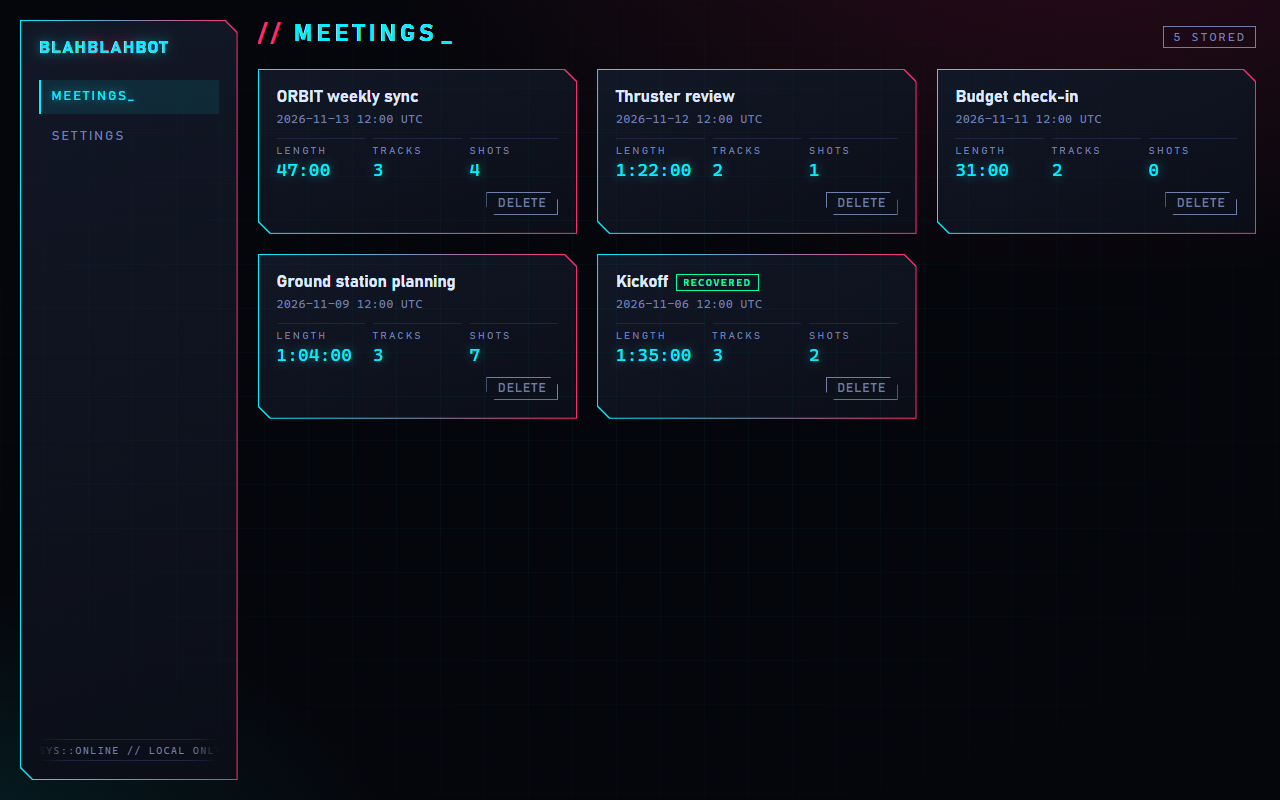 BLAHBLAHBOT
MEETINGS_
SETTINGS
SYS::ONLINE // LOCAL ONL
// MEETINGS_
5 STORED
ORBIT weekly sync
2026-11-13 12:00 UTC
LENGTH TRACKS SHOTS
47:00 3 4
DELETE
Thruster review
2026-11-12 12:00 UTC
LENGTH TRACKS SHOTS
1:22:00 2 1
DELETE
Budget check-in
2026-11-11 12:00 UTC
LENGTH TRACKS SHOTS
31:00 2 0
DELETE
Ground station planning
2026-11-09 12:00 UTC
LENGTH TRACKS SHOTS
1:04:00 3 7
DELETE
Kickoff RECOVERED
2026-11-06 12:00 UTC
LENGTH TRACKS SHOTS
1:35:00 3 2
DELETE